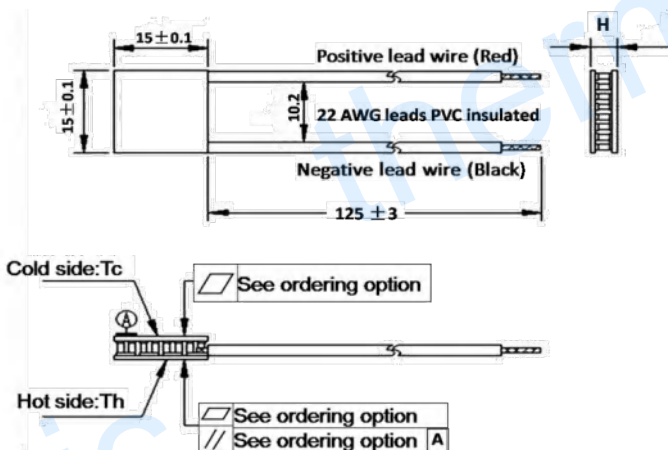 15±0.1
H
Positive lead wire (Red)
15±0.1
10.2
22 AWG leads PVC insulated
Negative lead wire (Black)
125 ±3
Cold side:Tc
See ordering option
A
Hot side:Th
See ordering option
// See ordering option A